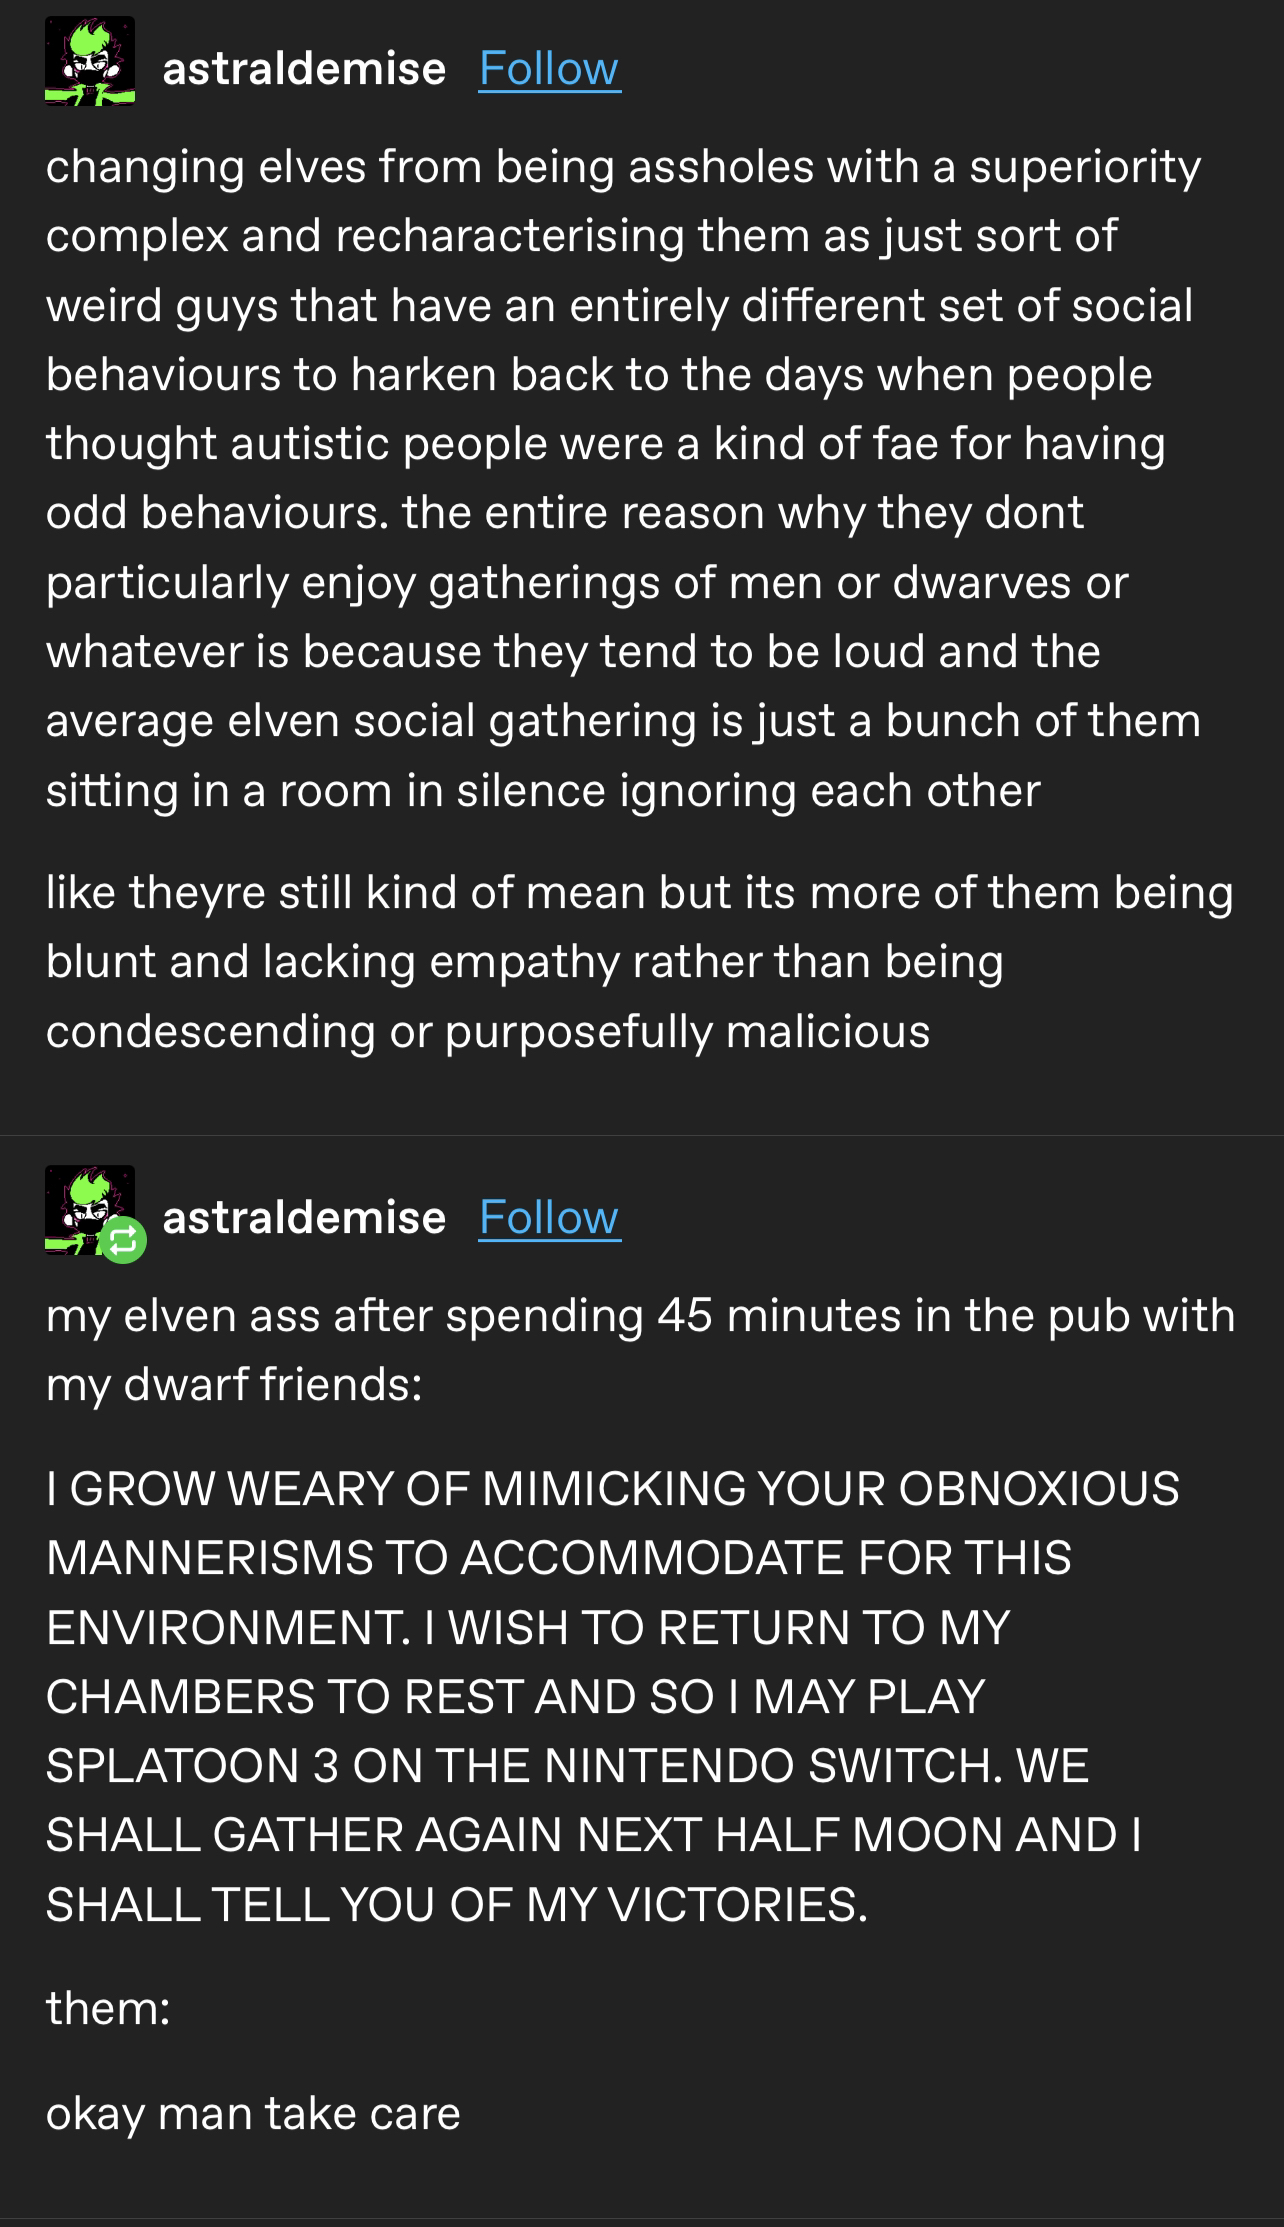 astraldemise Follow
changing elves from being assholes with a superiority
complex and recharacterising them as just sort of
weird guys that have an entirely different set of social
behaviours to harken back to the days when people
thought autistic people were a kind of fae for having
odd behaviours. the entire reason why they dont
particularly enjoy gatherings of men or dwarves or
whatever is because they tend to be loud and the
average elven social gathering is just a bunch of them
sitting in a room in silence ignoring each other
like theyre still kind of mean but its more of them being
blunt and lacking empathy rather than being
condescending or purposefully malicious
astraldemise Follow
my elven ass after spending 45 minutes in the pub with
my dwarf friends:
I GROW WEARY OF MIMICKING YOUR OBNOXIOUS
MANNERISMS TO ACCOMMODATE FOR THIS
ENVIRONMENT. I WISH TO RETURN TO MY
CHAMBERS TO REST AND SO I MAY PLAY
SPLATOON 3 ON THE NINTENDO SWITCH. WE
SHALL GATHER AGAIN NEXT HALF MOON AND I
SHALL TELL YOU OF MY VICTORIES.
them:
okay man take care